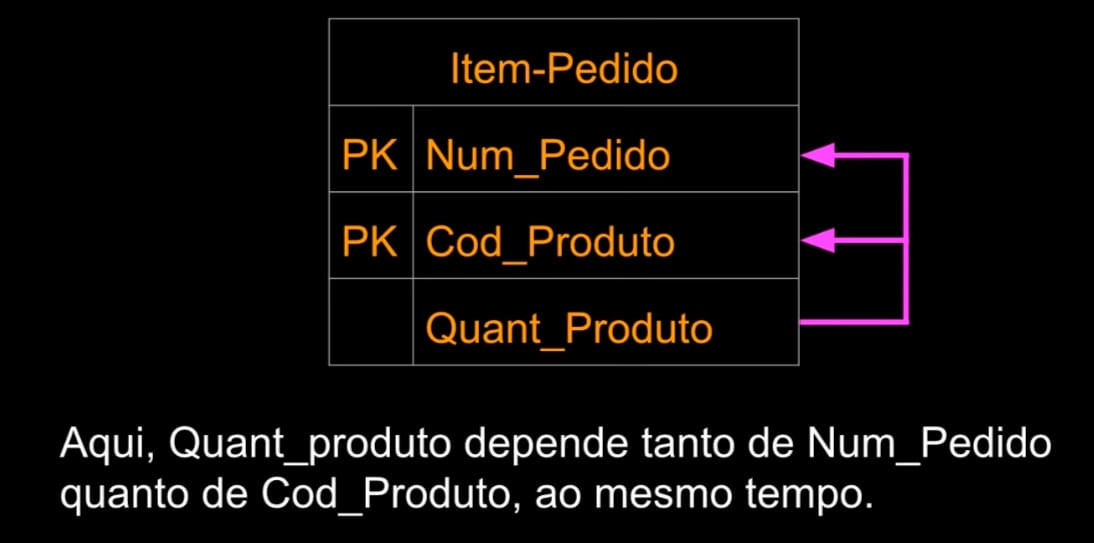 Item-Pedido
PK Num_Pedido
PK Cod_Produto
Quant_Produto
Aqui, Quant_produto depende tanto de Num_Pedido
quanto de Cod_Produto, ao mesmo tempo.